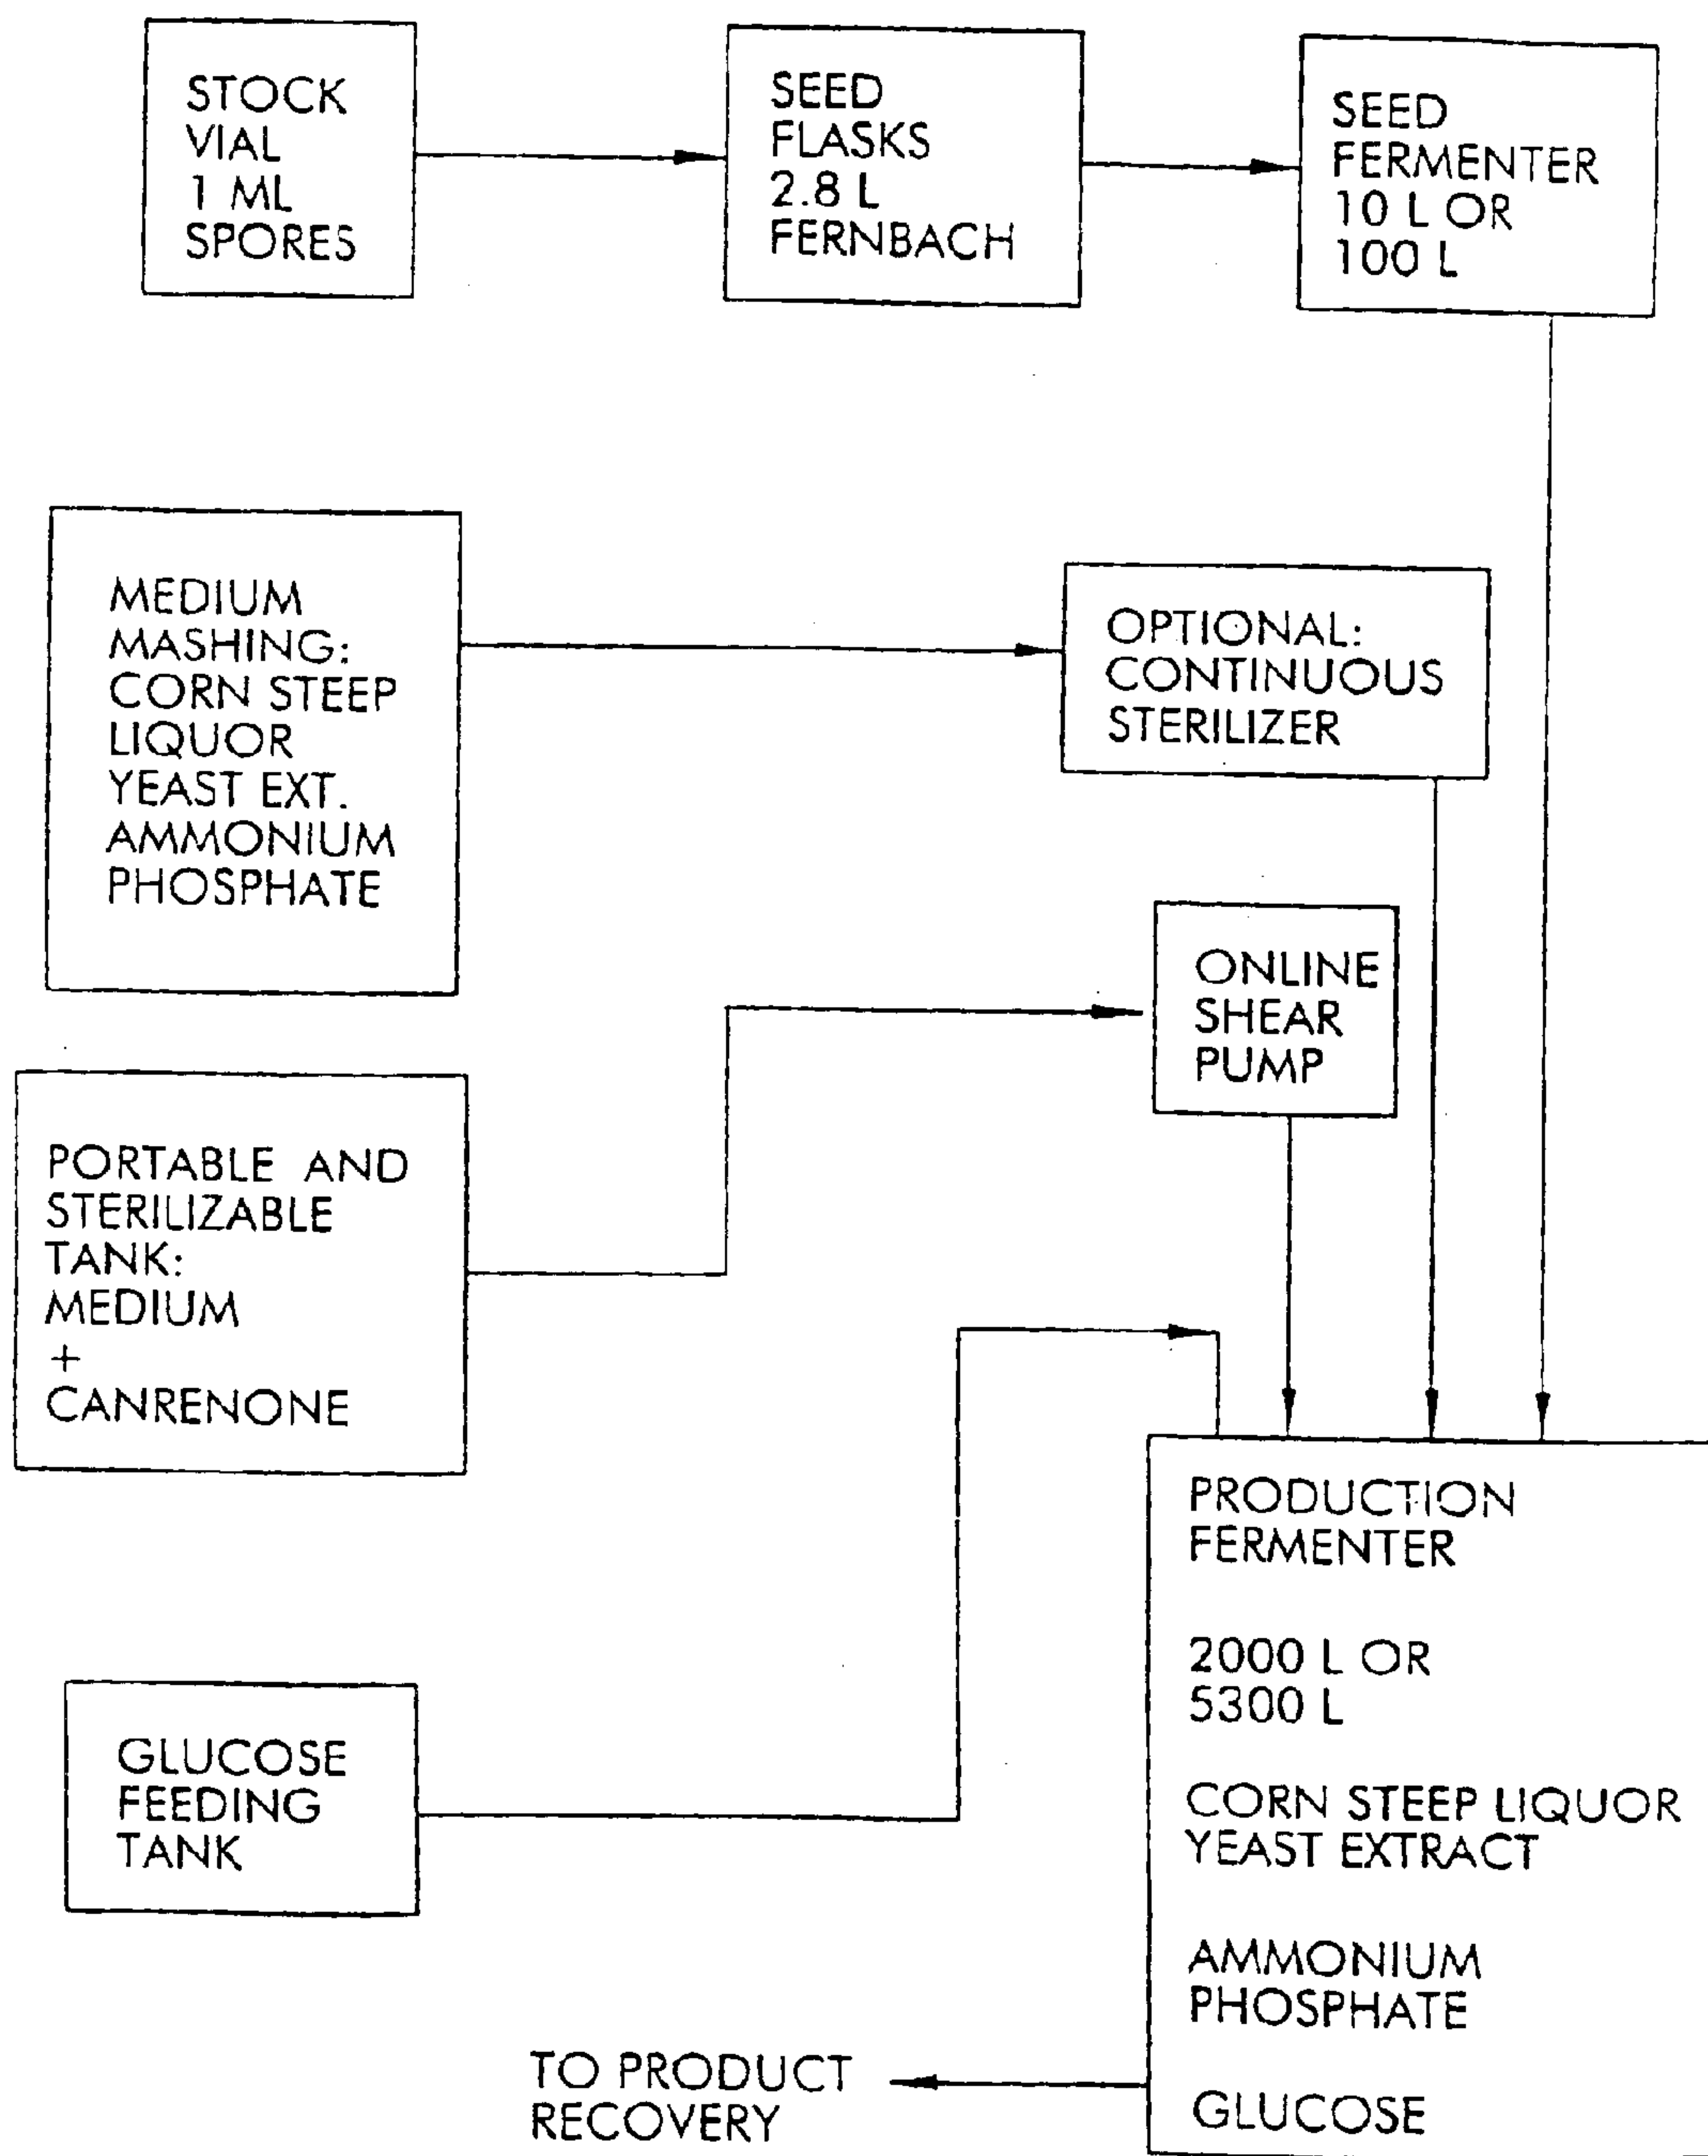 STOCK
VIAL
1 ML
SPORES
SEED
FLASKS
2.8 L
FERNBACH
SEED
FERMENTER
10 L OR
100 L
MEDIUM
MASHING:
CORN STEEP
LIQUOR
YEAST EXT.
AMMONIUM
PHOSPHATE
OPTIONAL:
CONTINUOUS
STERILIZER
ONLINE
SHEAR
PUMP
PORTABLE AND
STERILIZABLE
TANK:
MEDIUM
+
CANRENONE
GLUCOSE
FEEDING
TANK
PRODUCTION
FERMENTER
2000 L OR
5300 L
CORN STEEP LIQUOR
YEAST EXTRACT
AMMONIUM
PHOSPHATE
GLUCOSE
TO PRODUCT
RECOVERY